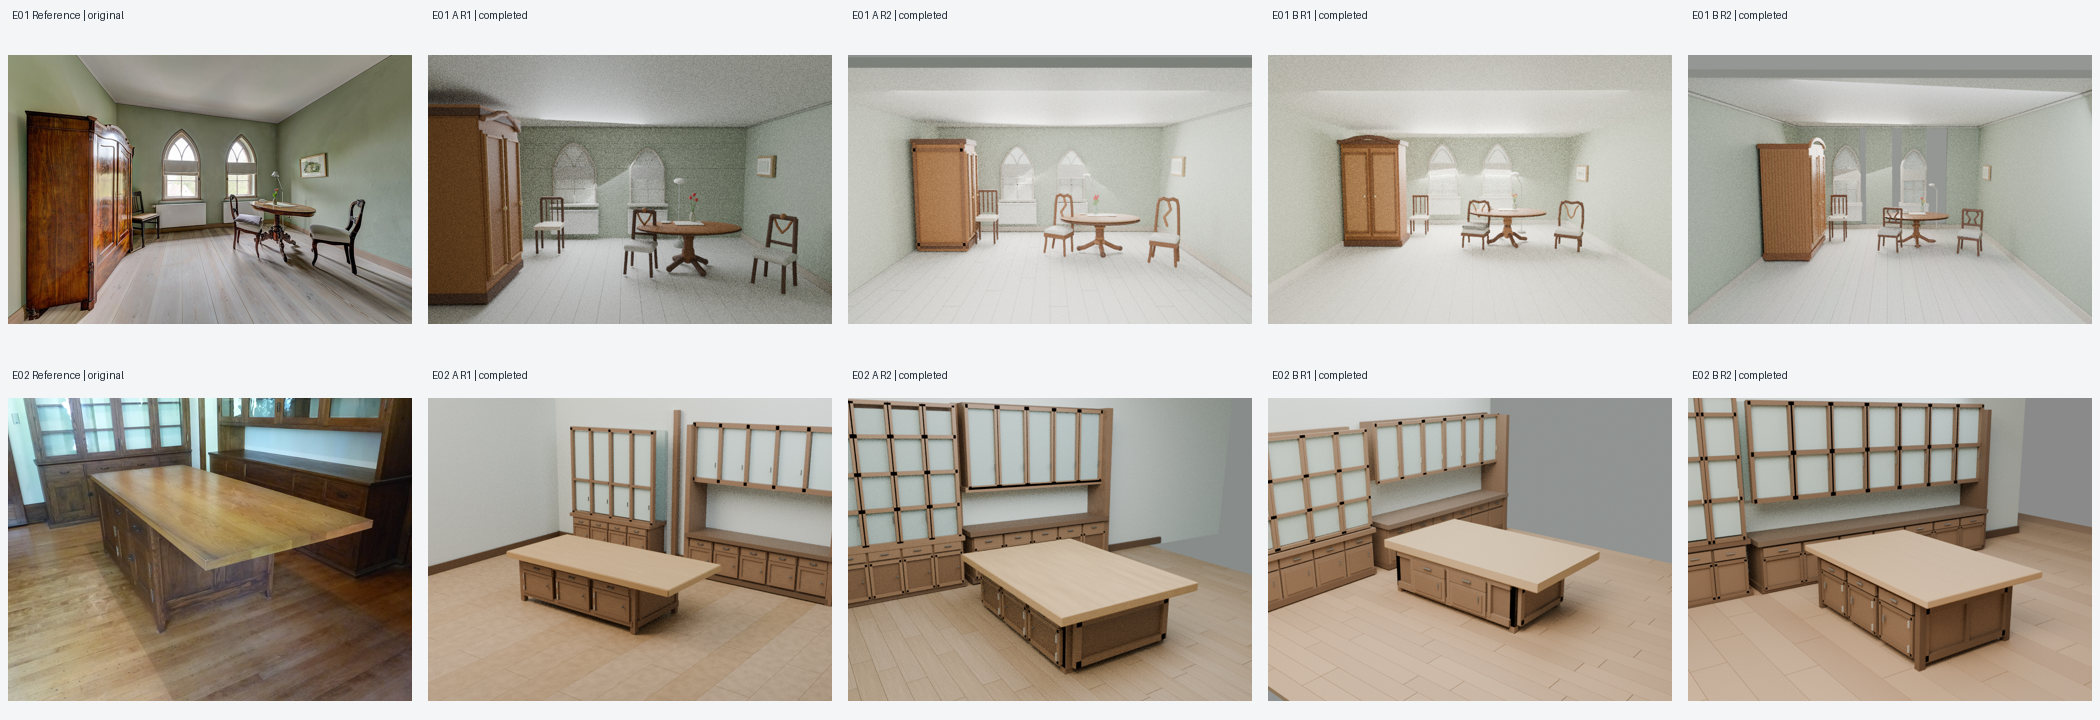 E01 Reference | original
E01 A R1 | completed
E01 A R2 | completed
E01 B R1 | completed
E01 B R2 | completed
E02 Reference | original
E02 A R1 | completed
E02 A R2 | completed
E02 B R1 | completed
E02 B R2 | completed